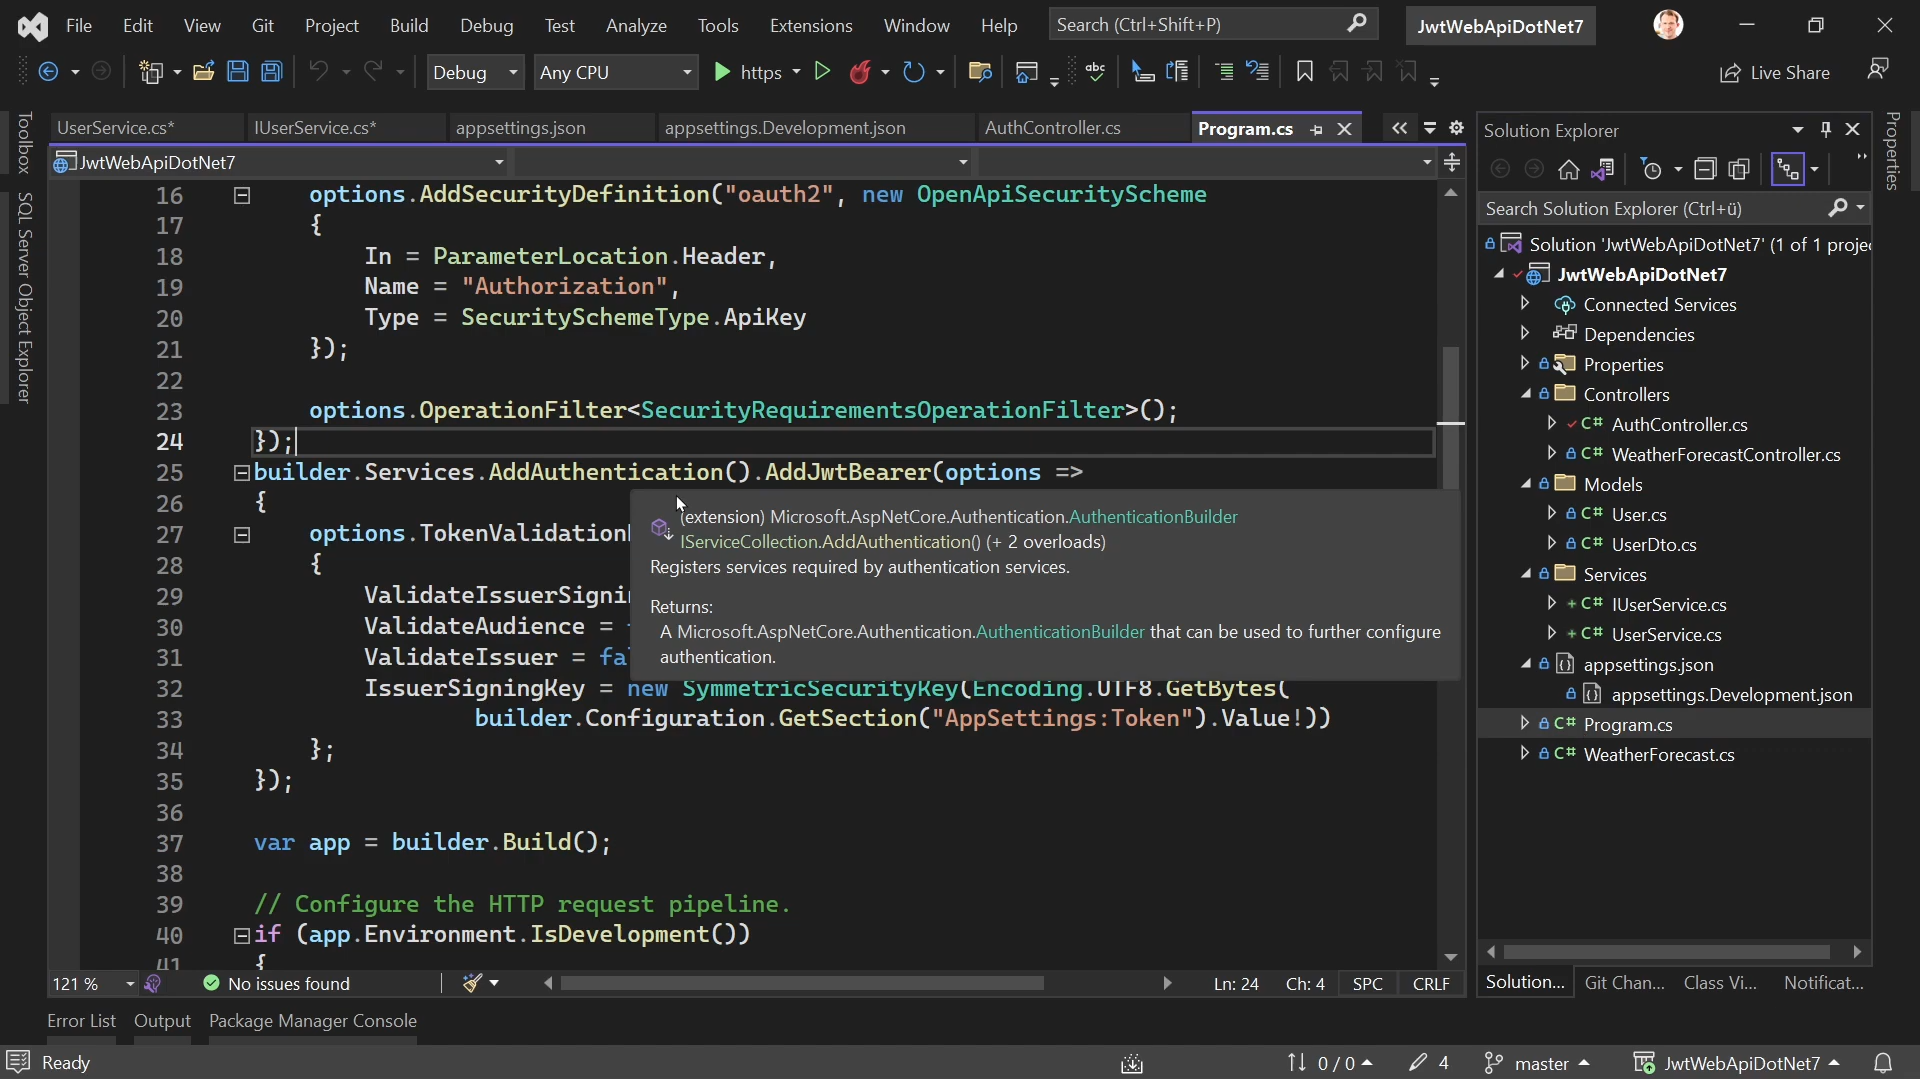 File Edit View Git Project Build Debug Test Analyze Tools Extensions Window Help Search (Ctrl+Shift+P) JwtWebApiDotNet7
Debug Any CPU https Live Share
Toolbox
SQL Server Object Explorer
UserService.cs* IUserService.cs* appsettings.json appsettings.Development.json AuthController.cs Program.cs
JwtWebApiDotNet7
16 options.AddSecurityDefinition("oauth2", new OpenApiSecurityScheme
17 {
18 In = ParameterLocation.Header,
19 Name = "Authorization",
20 Type = SecuritySchemeType.ApiKey
21 });
22
23 options.OperationFilter<SecurityRequirementsOperationFilter>();
24 });
25 builder.Services.AddAuthentication().AddJwtBearer(options =>
26 {
27 options.TokenValidation
28 {
29 ValidateIssuerSigni
30 ValidateAudience =
31 ValidateIssuer = fal
32 IssuerSigningKey = new SymmetricSecurityKey(Encoding.UTF8.GetBytes(
33 builder.Configuration.GetSection("AppSettings:Token").Value!))
34 };
35 });
36
37 var app = builder.Build();
38
39 // Configure the HTTP request pipeline.
40 if (app.Environment.IsDevelopment())
41 {
(extension) Microsoft.AspNetCore.Authentication.AuthenticationBuilder
IServiceCollection.AddAuthentication() (+ 2 overloads)
Registers services required by authentication services.
Returns:
A Microsoft.AspNetCore.Authentication.AuthenticationBuilder that can be used to further configure
authentication.
121 % No issues found Ln: 24 Ch: 4 SPC CRLF
Solution Explorer
Search Solution Explorer (Ctrl+ü)
Solution 'JwtWebApiDotNet7' (1 of 1 projec
JwtWebApiDotNet7
Connected Services
Dependencies
Properties
Controllers
C# AuthController.cs
C# WeatherForecastController.cs
Models
C# User.cs
C# UserDto.cs
Services
C# IUserService.cs
C# UserService.cs
appsettings.json
appsettings.Development.json
C# Program.cs
C# WeatherForecast.cs
Solution... Git Chan... Class Vi... Notificat...
Properties
Error List Output Package Manager Console
Ready 0 / 0 4 master JwtWebApiDotNet7